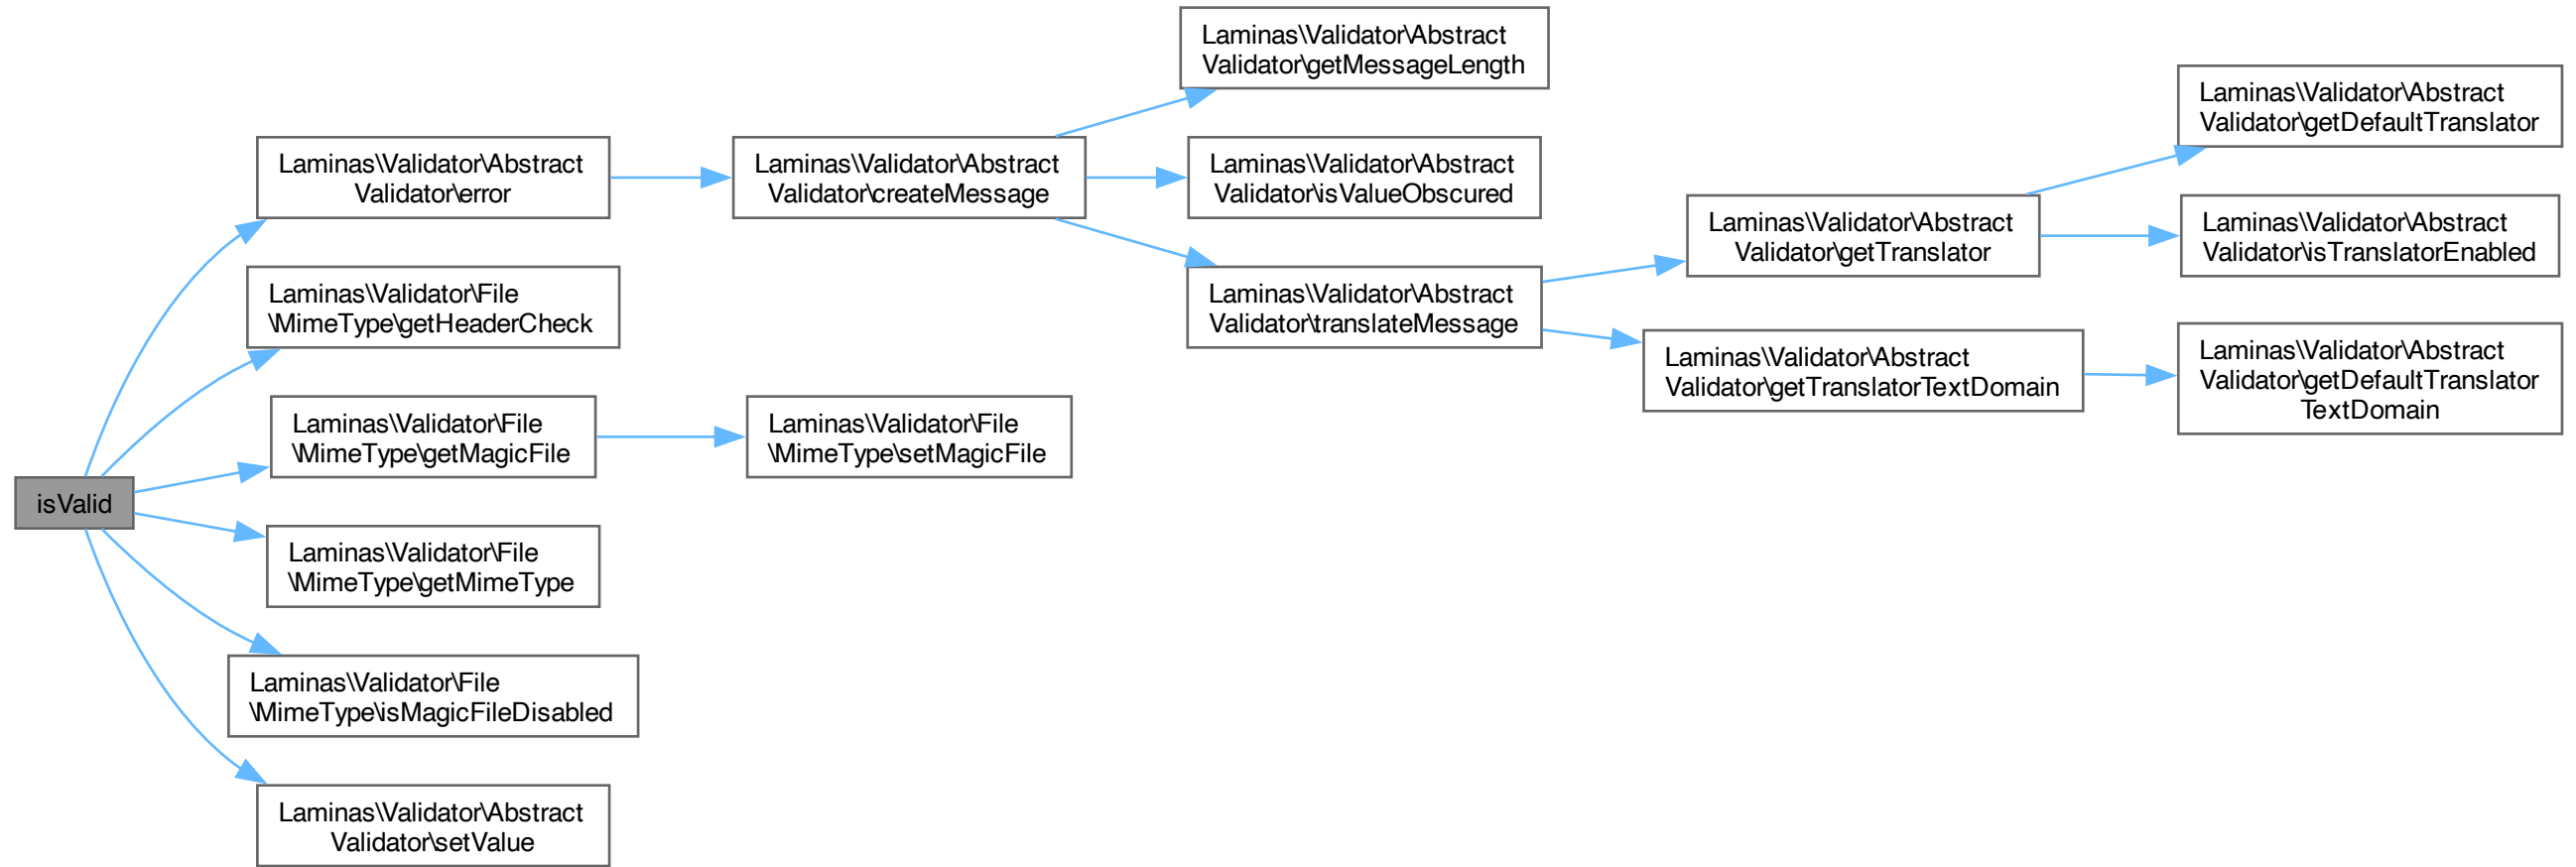 isValid
Laminas\Validator\Abstract
Validator\error
Laminas\Validator\File
\MimeType\getHeaderCheck
Laminas\Validator\File
\MimeType\getMagicFile
Laminas\Validator\File
\MimeType\getMimeType
Laminas\Validator\File
\MimeType\isMagicFileDisabled
Laminas\Validator\Abstract
Validator\setValue
Laminas\Validator\Abstract
Validator\createMessage
Laminas\Validator\File
\MimeType\setMagicFile
Laminas\Validator\Abstract
Validator\getMessageLength
Laminas\Validator\Abstract
Validator\isValueObscured
Laminas\Validator\Abstract
Validator\translateMessage
Laminas\Validator\Abstract
Validator\getTranslator
Laminas\Validator\Abstract
Validator\getTranslatorTextDomain
Laminas\Validator\Abstract
Validator\getDefaultTranslator
Laminas\Validator\Abstract
Validator\isTranslatorEnabled
Laminas\Validator\Abstract
Validator\getDefaultTranslator
TextDomain